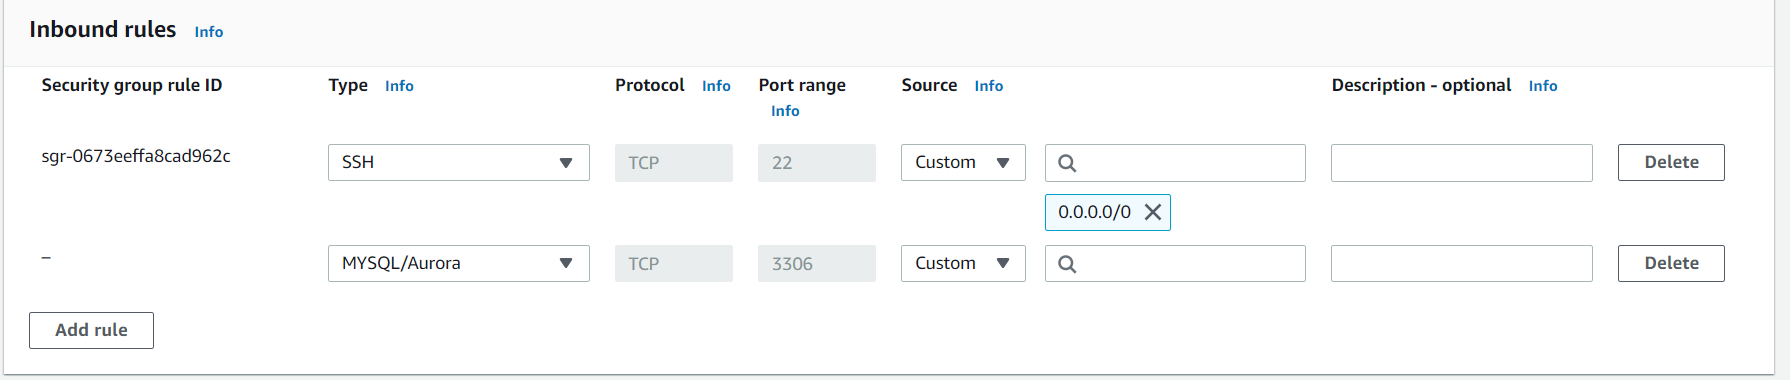 Inbound rules Info
Security group rule ID Type Info Protocol Info Port range Info Source Info Description - optional Info
sgr-0673eeffa8cad962c SSH TCP 22 Custom Delete
0.0.0.0/0
– MYSQL/Aurora TCP 3306 Custom Delete
Add rule